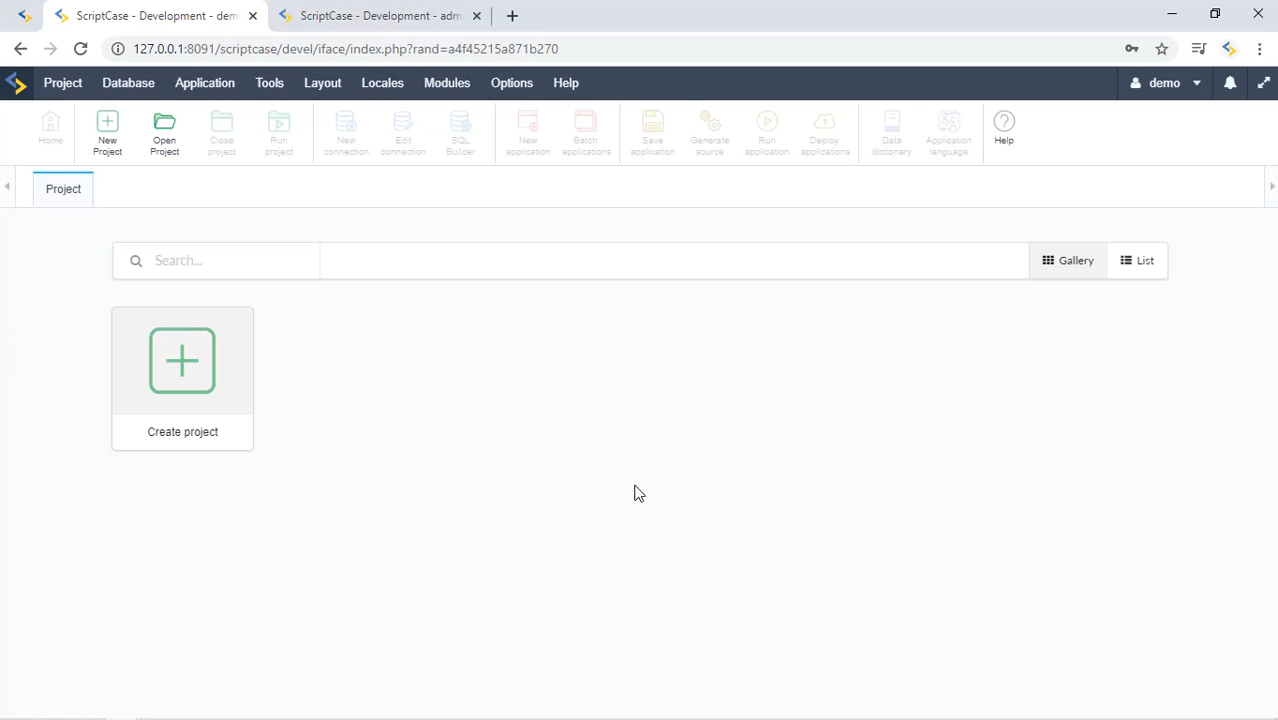 ScriptCase - Development - dem
ScriptCase - Development - adm
127.0.0.1:8091/scriptcase/devel/iface/index.php?rand=a4f45215a871b270
Project Database Application Tools Layout Locales Modules Options Help demo
Home
New
Project
Open
Project
Close
project
Run
project
New
connection
Edit
connection
SQL
Builder
New
application
Batch
applications
Save
application
Generate
source
Run
application
Deploy
applications
Data
dictionary
Application
language
Help
Project
Search... Gallery List
Create project